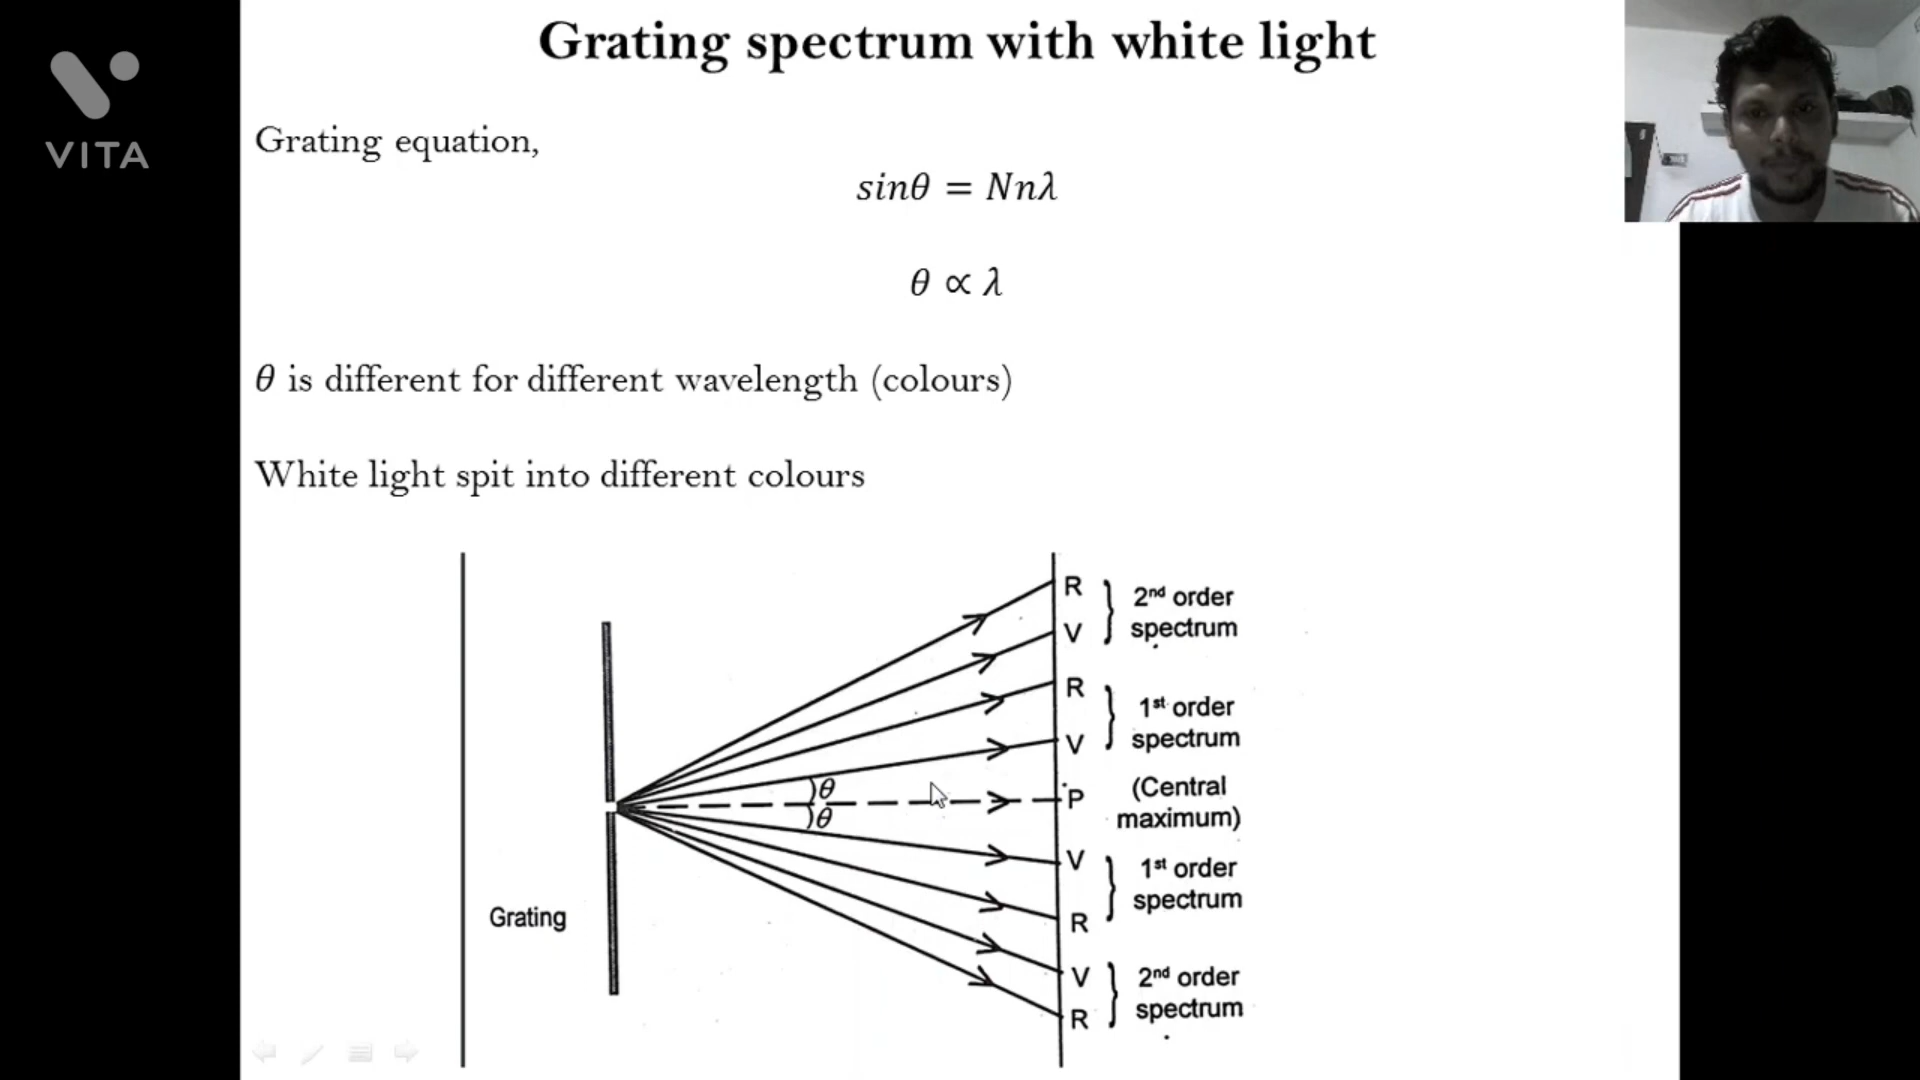 Grating spectrum with white light
VITA
Grating equation,
sinθ = Nnλ
θ ∝ λ
θ is different for different wavelength (colours)
White light spit into different colours
R
2nd order
spectrum
V
R
1st order
spectrum
V
θ
P
(Central
maximum)
θ
V
1st order
spectrum
R
Grating
V
2nd order
spectrum
R